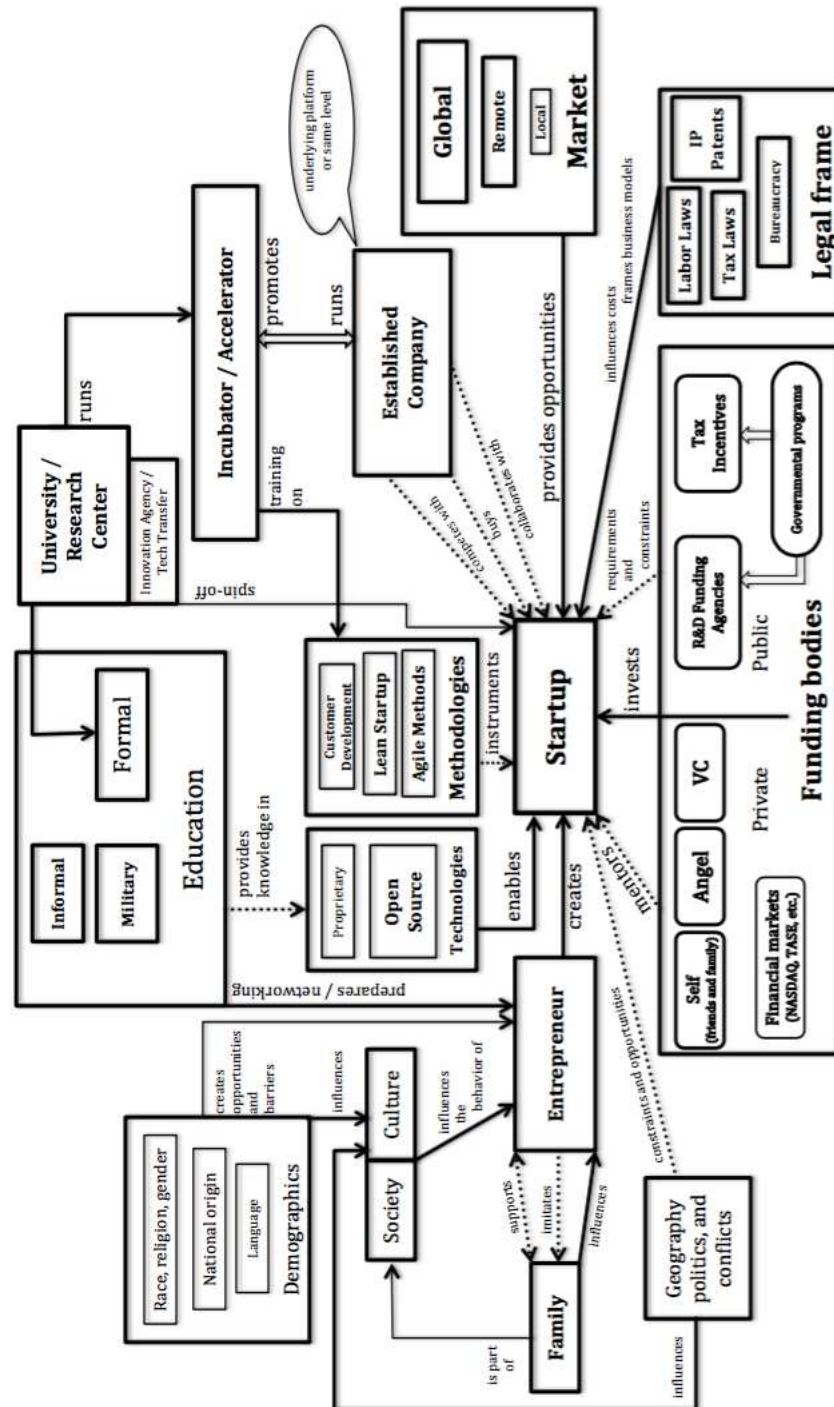 Race, religion, gender
National origin
Language
Demographics
creates
opportunities
and
barriers
influences
Society
Culture
influences
the behavior of
is part
of
Family
supports
imitates
influences
Entrepreneur
influences
Geography
politics, and
conflicts
constraints and opportunities
Informal
Military
Formal
Education
prepares / networking
provides
knowledge in
Proprietary
Open
Source
Technologies
enables
creates
University /
Research
Center
Innovation Agency /
Tech Transfer
runs
spin-off
Incubator / Accelerator
training
on
promotes
runs
Customer
Development
Lean Startup
Agile Methods
Methodologies
instruments
Established
Company
underlying platform
or same level
competes with
buys
collaborates with
Startup
Global
Remote
Local
Market
provides opportunities
influences costs
frames business models
Labor Laws
IP
Patents
Tax Laws
Bureaucracy
Legal frame
requirements
and
constraints
invests
mentors
Self
(friends and family)
Angel
VC
Financial markets
(NASDAQ, TASE, etc.)
Private
R&D Funding
Agencies
Tax
Incentives
Public
Governmental programs
Funding bodies